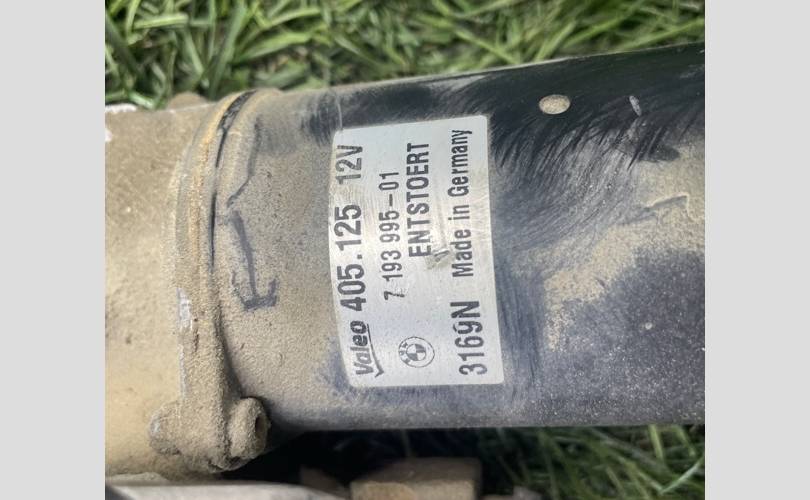 Valeo 405.125 12V
7 193 995-01
ENTSTOERT
3169N Made in Germany